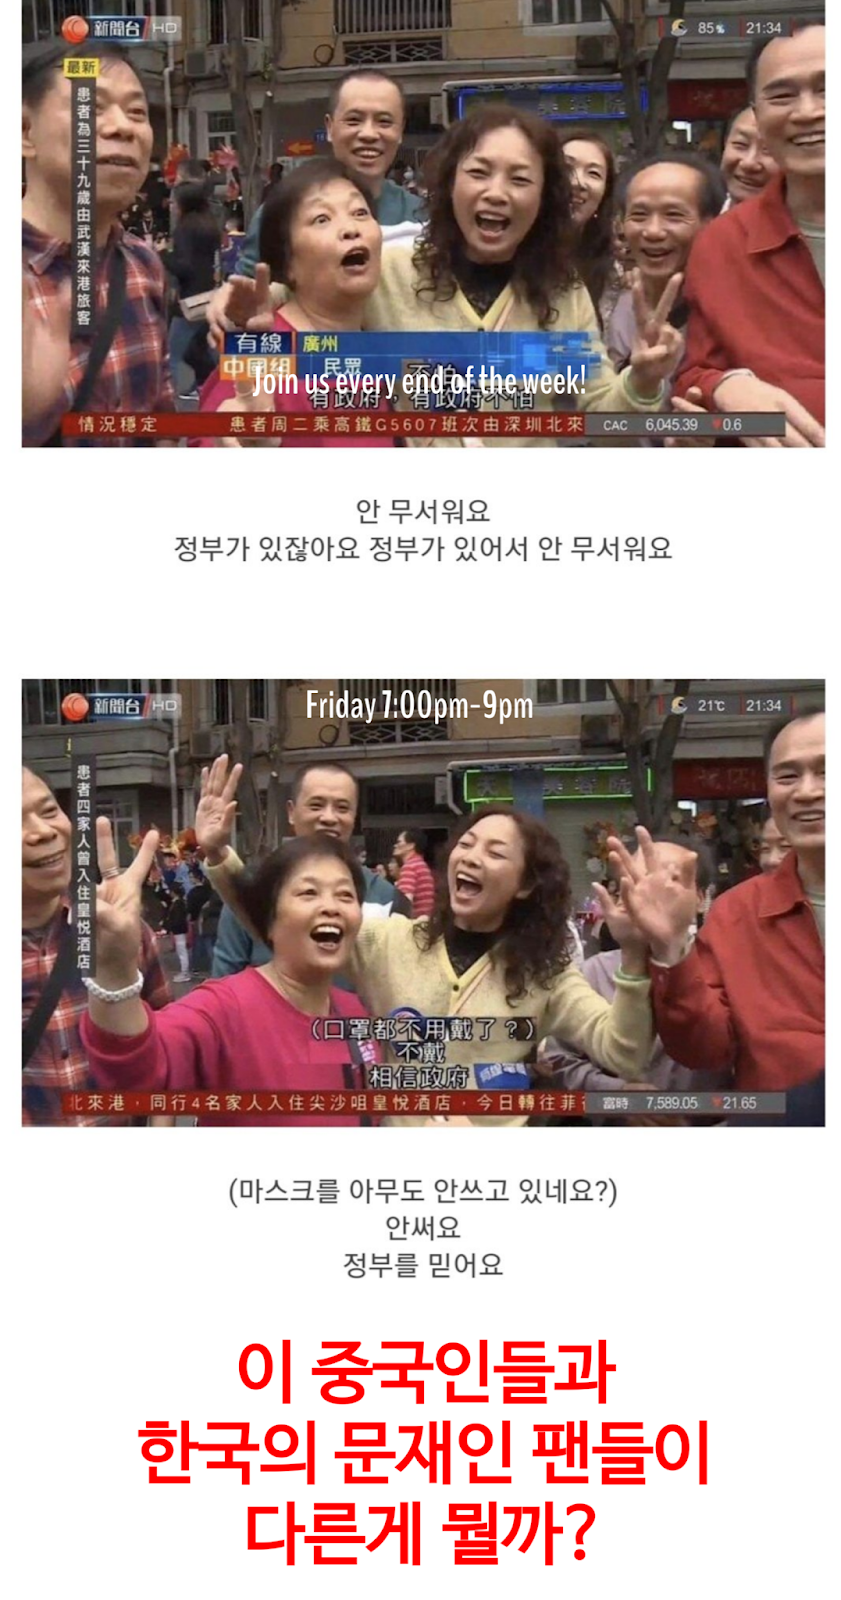 新聞台 HD
85% 21:34
最新
患者為三十九歲由武漢來港旅客
有線 廣州
中國組 民眾 不怕
Join us every end of the week!
有政府，有政府不怕
情況穩定 患者周二乘高鐵G5607班次由深圳北來 CAC 6,045.39 ▼0.6
안 무서워요
정부가 있잖아요 정부가 있어서 안 무서워요
新聞台 HD
Friday 7:00pm-9pm
21℃ 21:34
患者四家人曾入住皇悅酒店
（口罩都不用戴了？）
不戴
相信政府
北來港，同行4名家人入住尖沙咀皇悅酒店，今日轉往菲 富時 7,589.05 ▼21.65
(마스크를 아무도 안쓰고 있네요?)
안써요
정부를 믿어요
이 중국인들과
한국의 문재인 팬들이
다른게 뭘까?